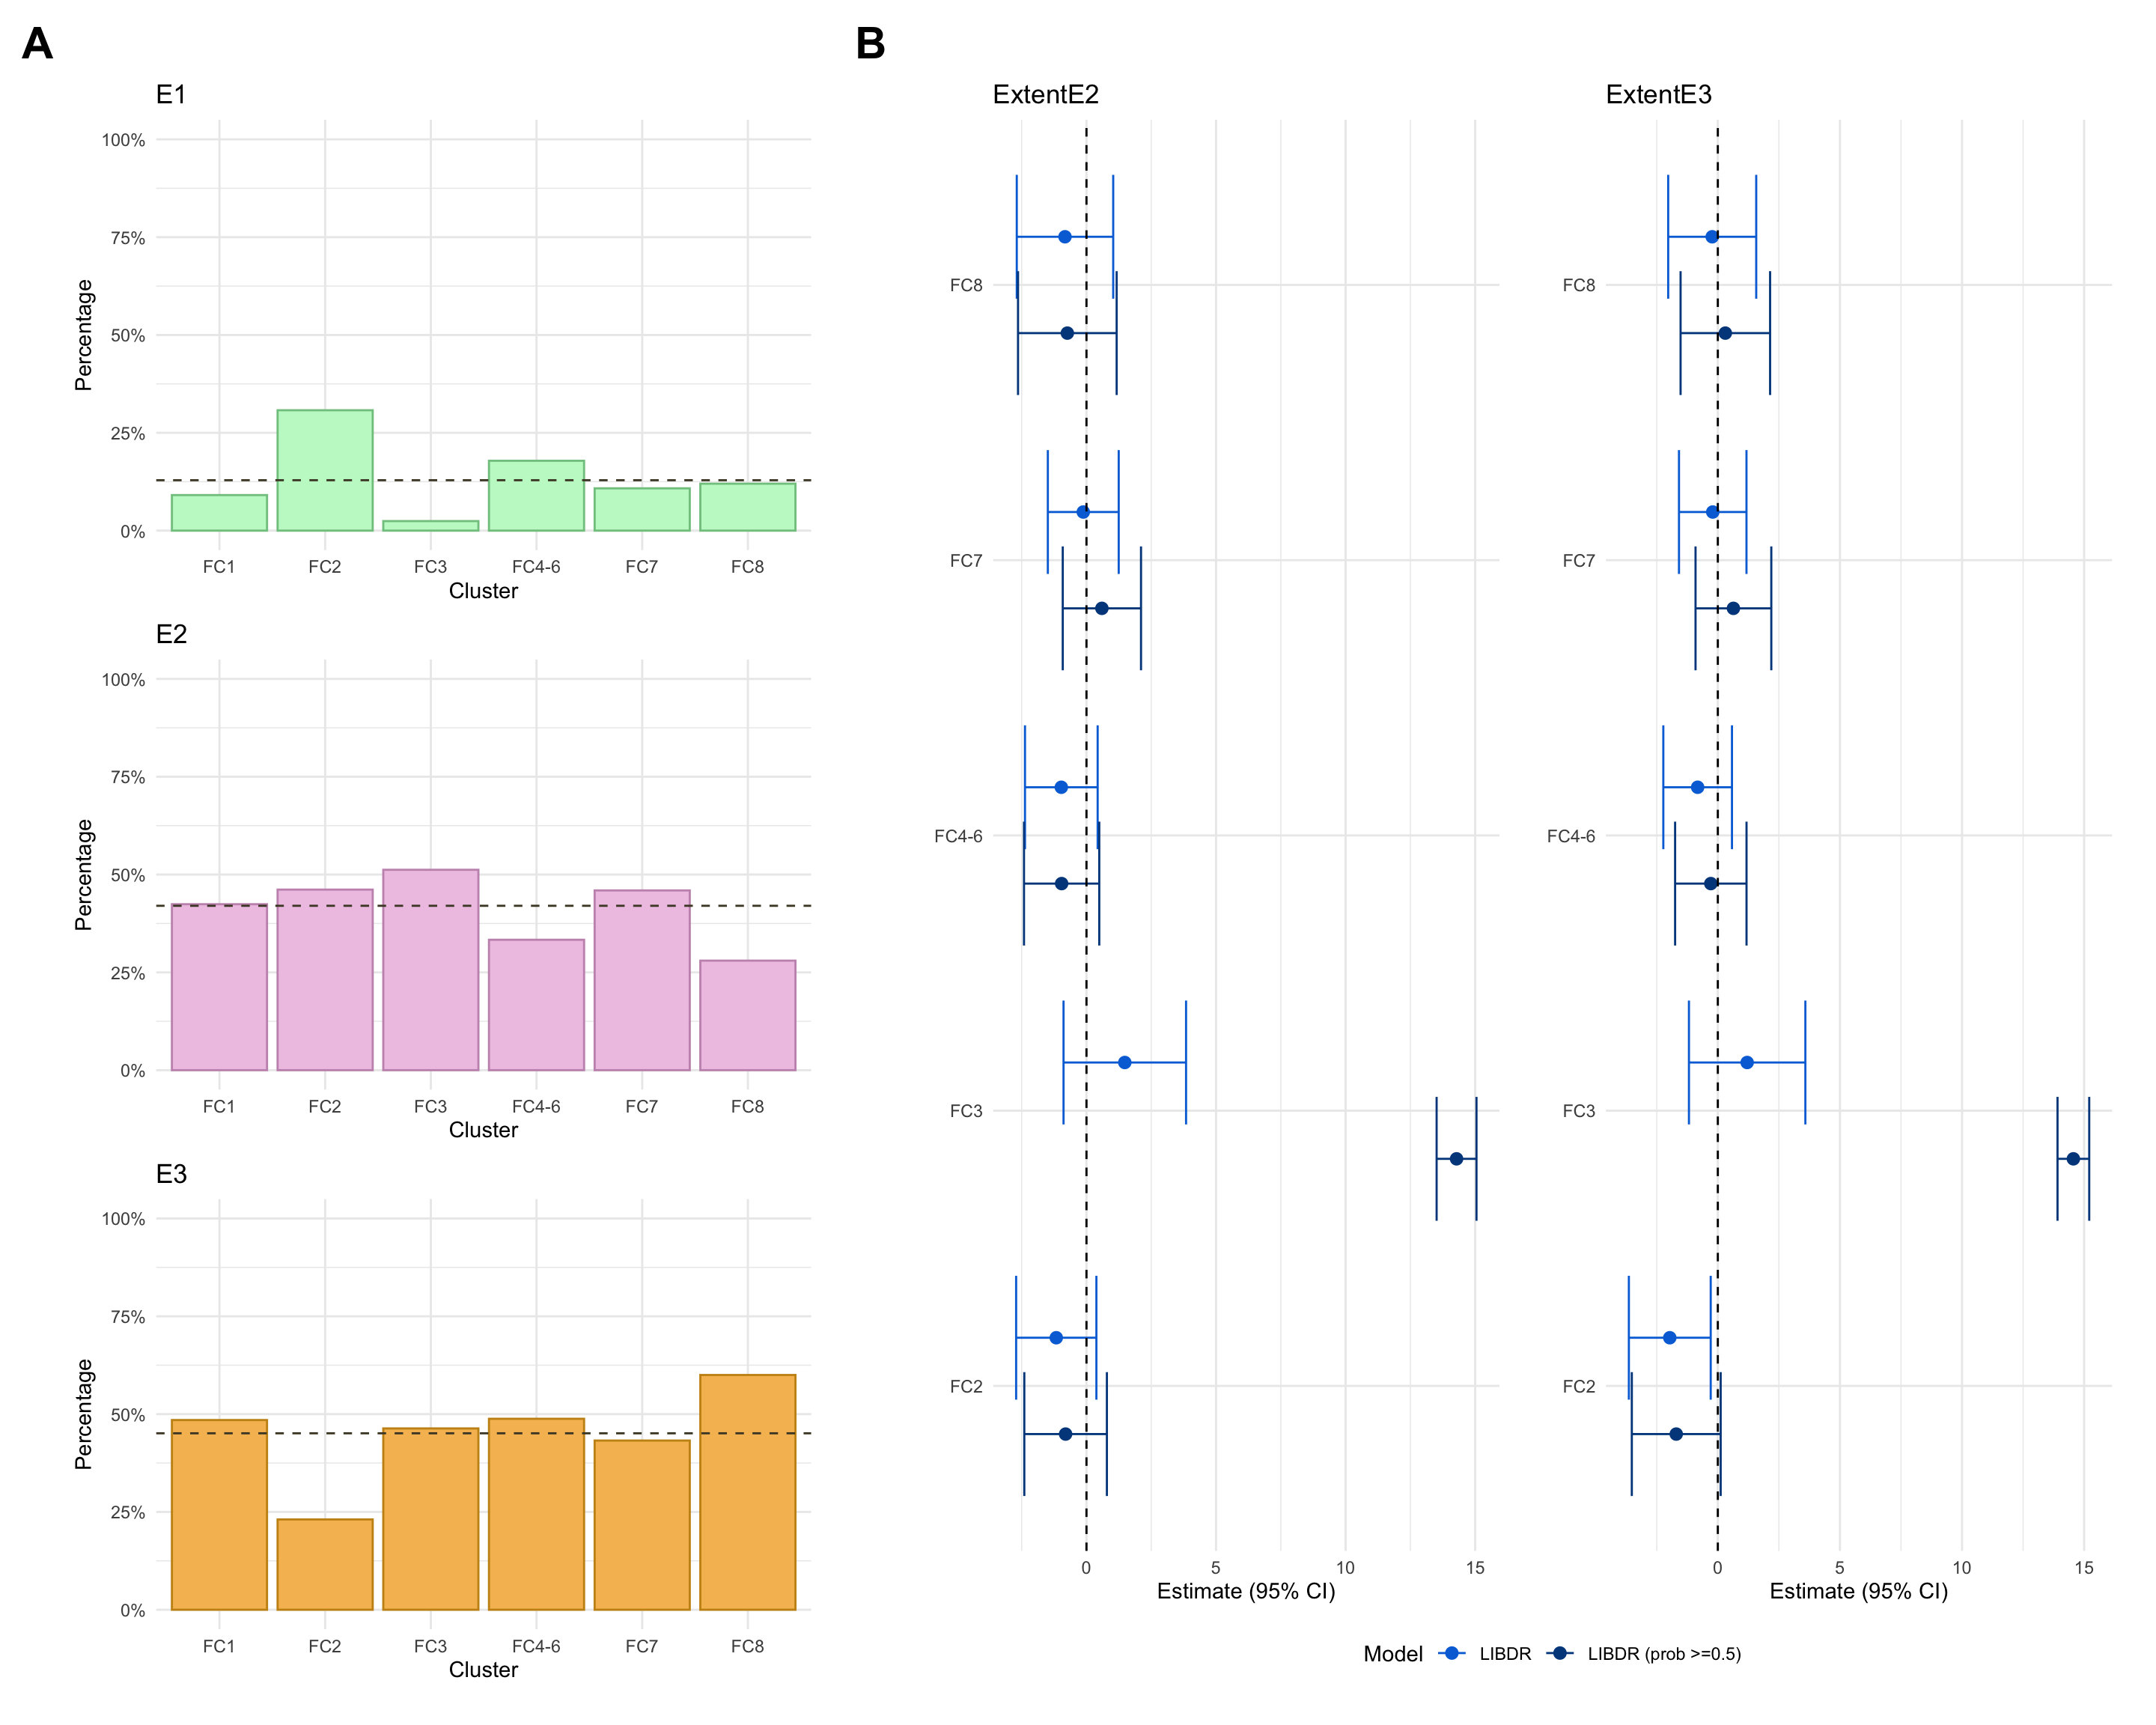 A
E1
100%
75%
50%
25%
0%
Percentage
FC1 FC2 FC3 FC4-6 FC7 FC8
Cluster
E2
100%
75%
50%
25%
0%
Percentage
FC1 FC2 FC3 FC4-6 FC7 FC8
Cluster
E3
100%
75%
50%
25%
0%
Percentage
FC1 FC2 FC3 FC4-6 FC7 FC8
Cluster
B
ExtentE2
FC8
FC7
FC4-6
FC3
FC2
0 5 10 15
Estimate (95% CI)
ExtentE3
FC8
FC7
FC4-6
FC3
FC2
0 5 10 15
Estimate (95% CI)
Model LIBDR LIBDR (prob >=0.5)